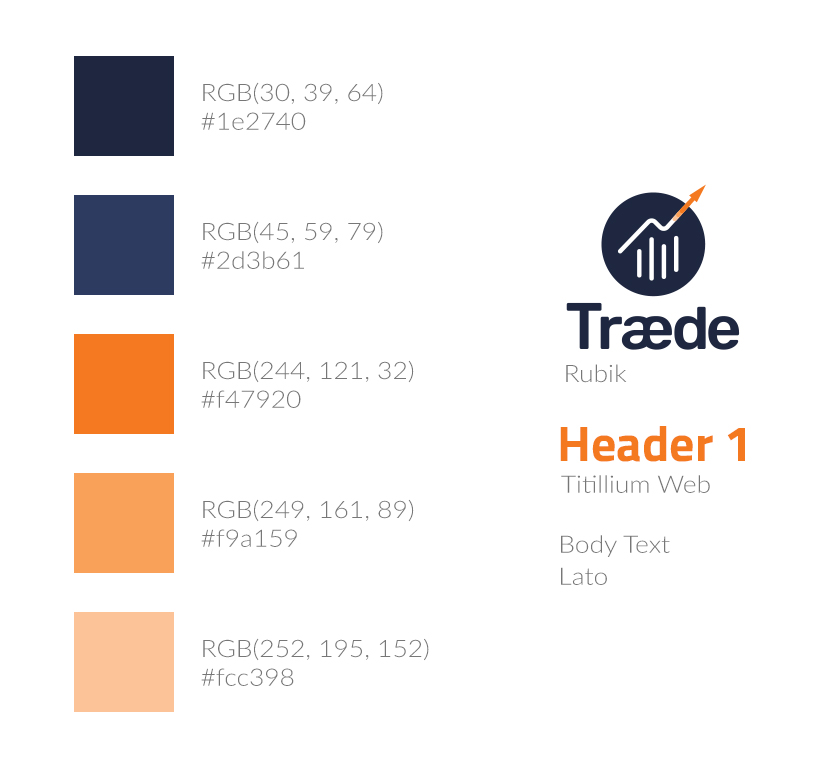 RGB(30, 39, 64)
#1e2740
RGB(45, 59, 79)
#2d3b61
RGB(244, 121, 32)
#f47920
RGB(249, 161, 89)
#f9a159
RGB(252, 195, 152)
#fcc398
Træde
Rubik
Header 1
Titillium Web
Body Text
Lato